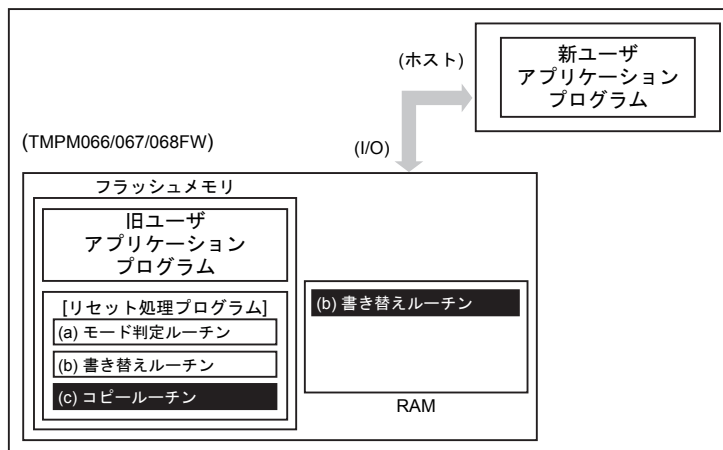 (ホスト)
新ユーザ
アプリケーション
プログラム
(TMPM066/067/068FW)
(I/O)
フラッシュメモリ
旧ユーザ
アプリケーション
プログラム
[リセット処理プログラム]
(a) モード判定ルーチン
(b) 書き替えルーチン
(c) コピールーチン
(b) 書き替えルーチン
RAM